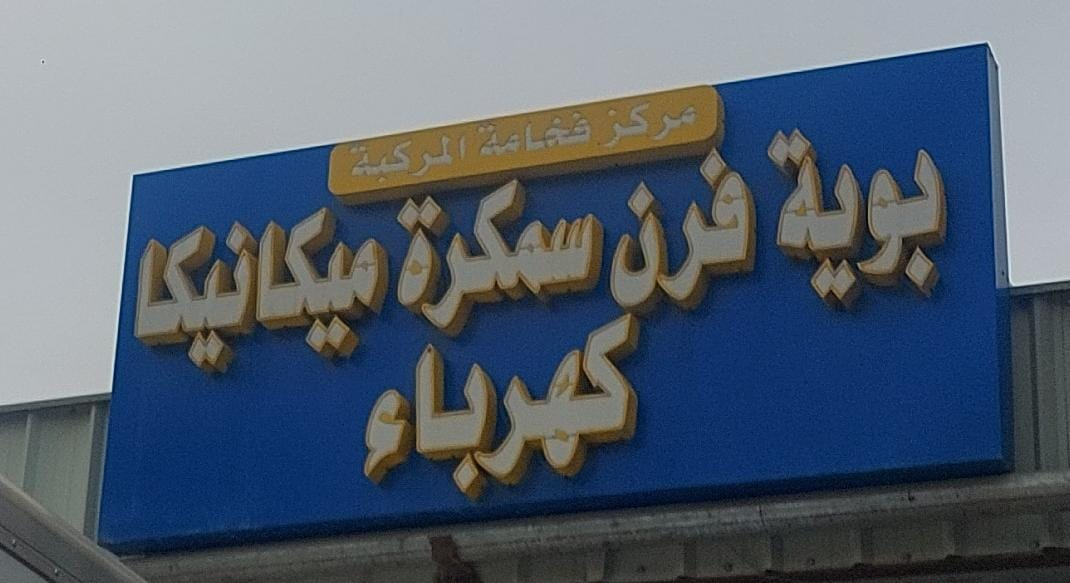 مركز فخامة المركبة
بوية فرن سمكرة ميكانيكا
كهرباء